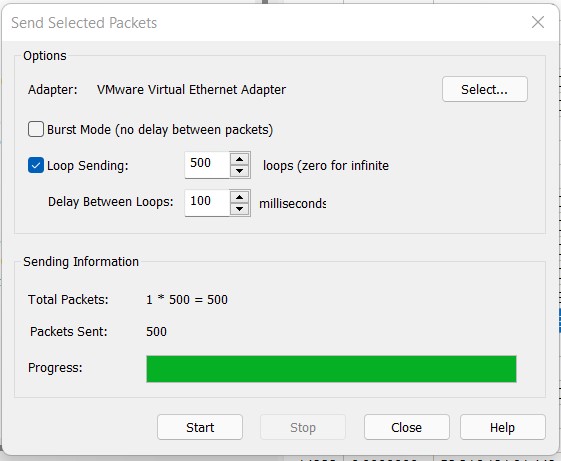 Send Selected Packets
Options
Adapter: VMware Virtual Ethernet Adapter Select...
Burst Mode (no delay between packets)
Loop Sending: 500 loops (zero for infinite
Delay Between Loops: 100 milliseconds
Sending Information
Total Packets: 1 * 500 = 500
Packets Sent: 500
Progress:
Start Stop Close Help